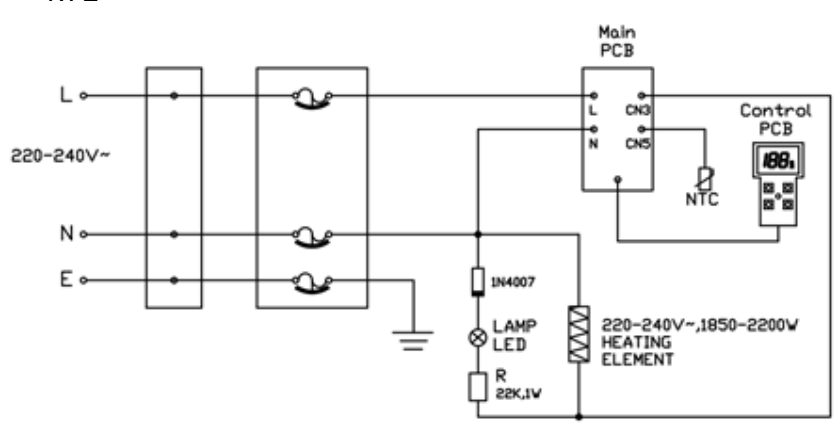 Main
PCB
L
L
CN3
Control
PCB
N
CN5
220-240V~
188
NTC
N
E
1N4007
LAMP
LED
220-240V~,1850-2200W
HEATING
ELEMENT
R
22K,1W